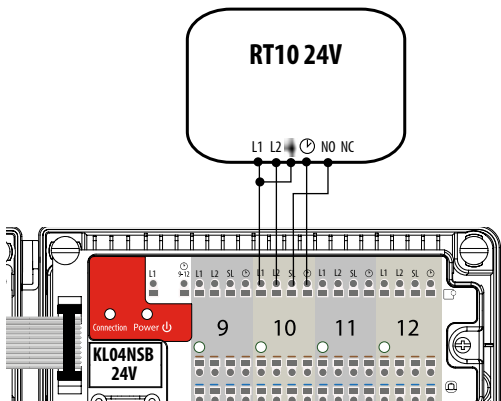 RT10 24V
L1 L2 NO NC
L1 9-12 L1 L2 SL L1 L2 SL L1 L2 SL L1 L2 SL
Connection Power
9 10 11 12
KL04NSB
24V